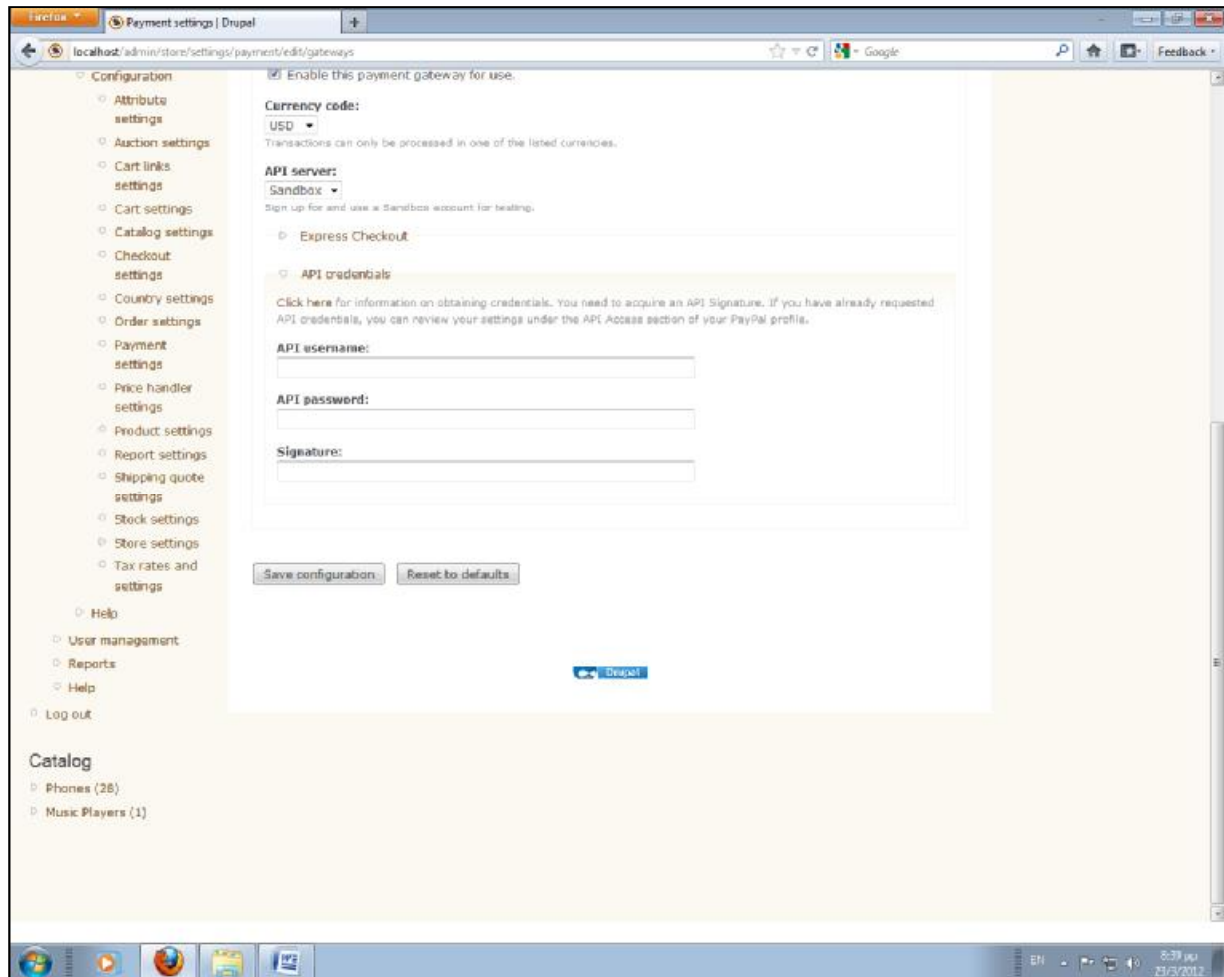 Firefox
Payment settings | Drupal
localhost/admin/store/settings/payment/edit/gateways
Google
Feedback
Configuration
Attribute
settings
Auction settings
Cart links
settings
Cart settings
Catalog settings
Checkout
settings
Country settings
Order settings
Payment
settings
Price handler
settings
Product settings
Report settings
Shipping quote
settings
Stock settings
Store settings
Tax rates and
settings
Help
User management
Reports
Help
Log out
Catalog
Phones (28)
Music Players (1)
Enable this payment gateway for use.
Currency code:
USD
Transactions can only be processed in one of the listed currencies.
API server:
Sandbox
Sign up for and use a Sandbox account for testing.
Express Checkout
API credentials
Click here for information on obtaining credentials. You need to acquire an API Signature. If you have already requested
API credentials, you can review your settings under the API Access section of your PayPal profile.
API username:
API password:
Signature:
Save configuration
Reset to defaults
Drupal
EN
8:39 μμ
23/3/2012